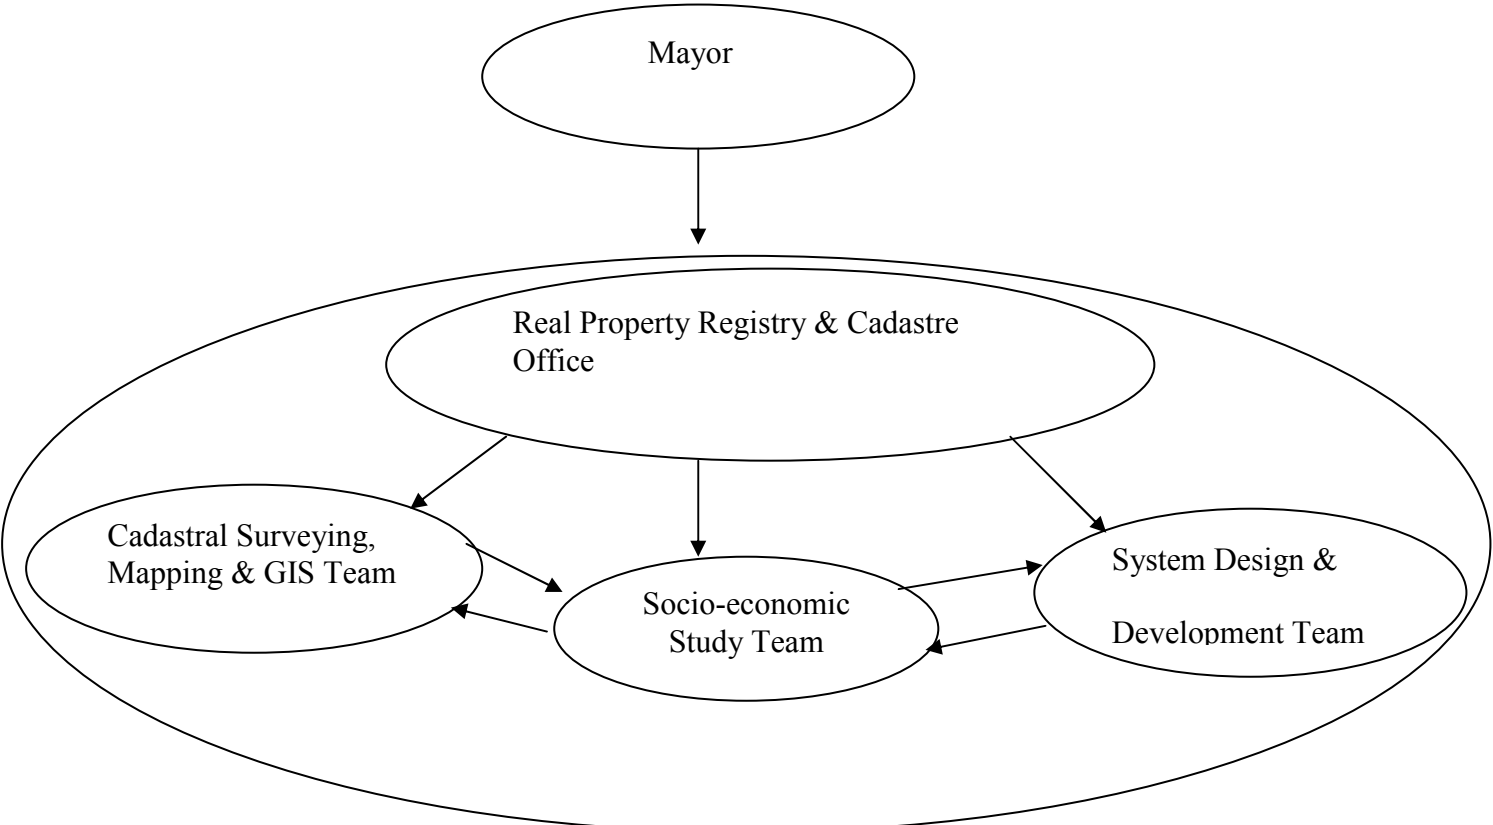 Mayor
Real Property Registry & Cadastre
Office
Cadastral Surveying,
Mapping & GIS Team
Socio-economic
Study Team
System Design &
Development Team